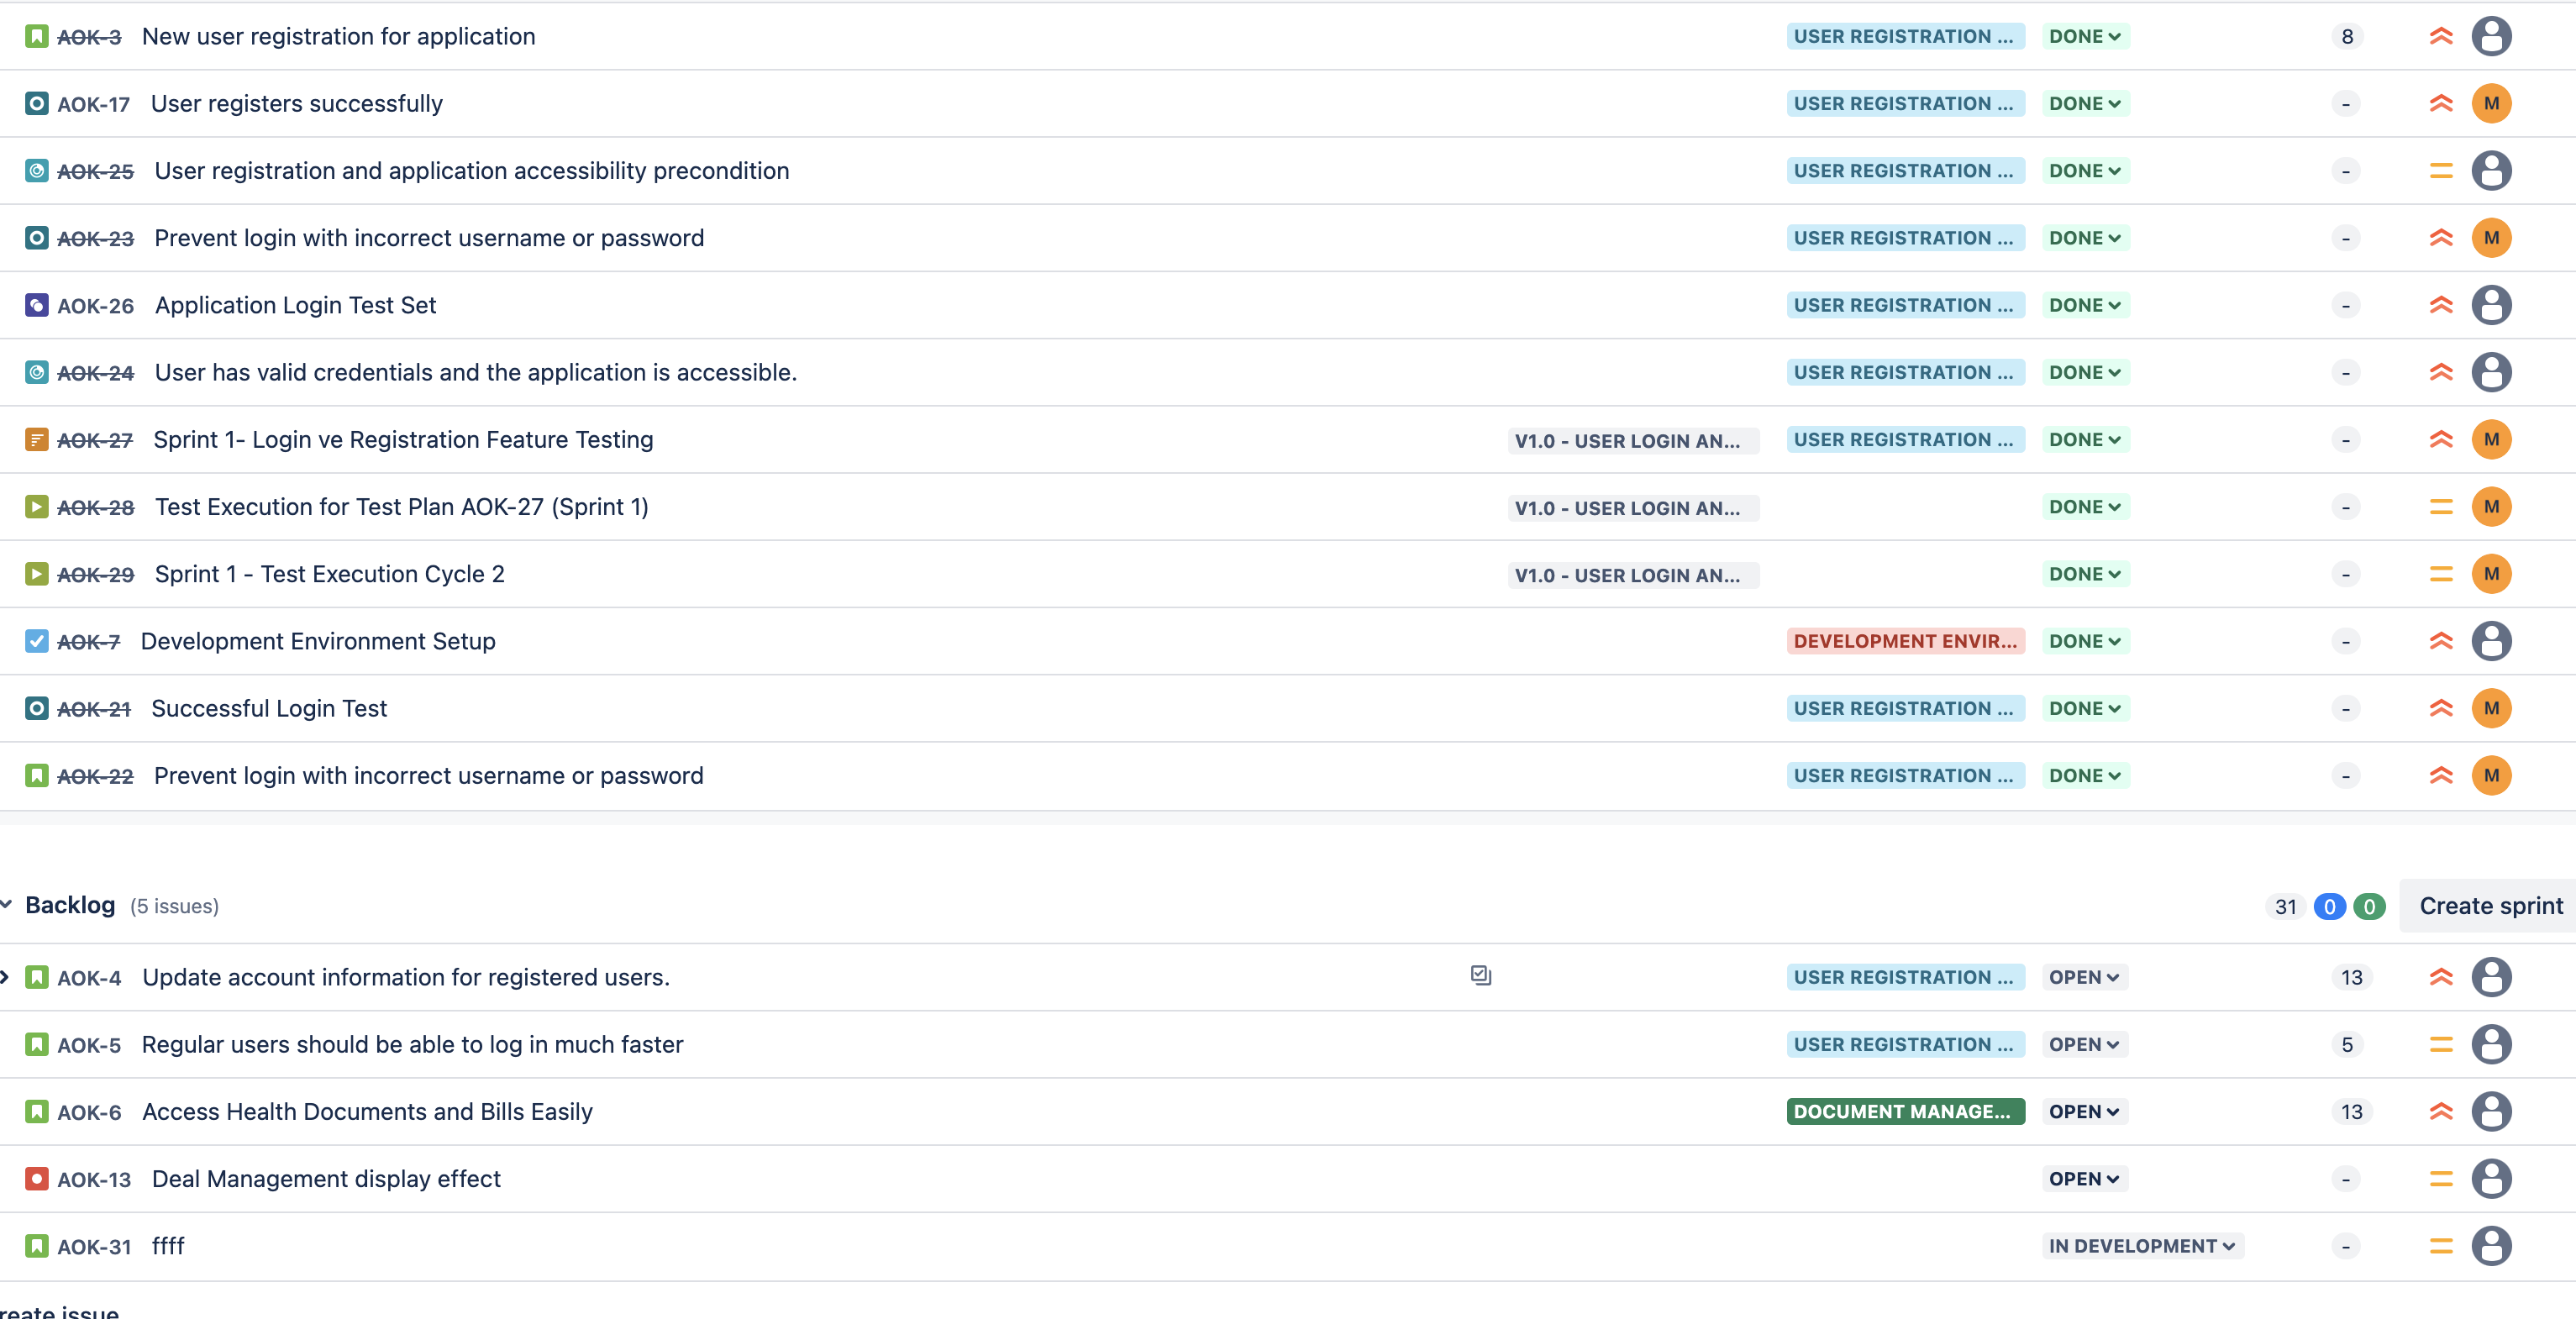 AOK-3 New user registration for application USER REGISTRATION ... DONE 8
AOK-17 User registers successfully USER REGISTRATION ... DONE - M
AOK-25 User registration and application accessibility precondition USER REGISTRATION ... DONE -
AOK-23 Prevent login with incorrect username or password USER REGISTRATION ... DONE - M
AOK-26 Application Login Test Set USER REGISTRATION ... DONE -
AOK-24 User has valid credentials and the application is accessible. USER REGISTRATION ... DONE -
AOK-27 Sprint 1- Login ve Registration Feature Testing V1.0 - USER LOGIN AN... USER REGISTRATION ... DONE - M
AOK-28 Test Execution for Test Plan AOK-27 (Sprint 1) V1.0 - USER LOGIN AN... DONE - M
AOK-29 Sprint 1 - Test Execution Cycle 2 V1.0 - USER LOGIN AN... DONE - M
AOK-7 Development Environment Setup DEVELOPMENT ENVIR... DONE -
AOK-21 Successful Login Test USER REGISTRATION ... DONE - M
AOK-22 Prevent login with incorrect username or password USER REGISTRATION ... DONE - M
Backlog (5 issues) 31 0 0 Create sprint
AOK-4 Update account information for registered users. USER REGISTRATION ... OPEN 13
AOK-5 Regular users should be able to log in much faster USER REGISTRATION ... OPEN 5
AOK-6 Access Health Documents and Bills Easily DOCUMENT MANAGE... OPEN 13
AOK-13 Deal Management display effect OPEN -
AOK-31 ffff IN DEVELOPMENT -
reate issue